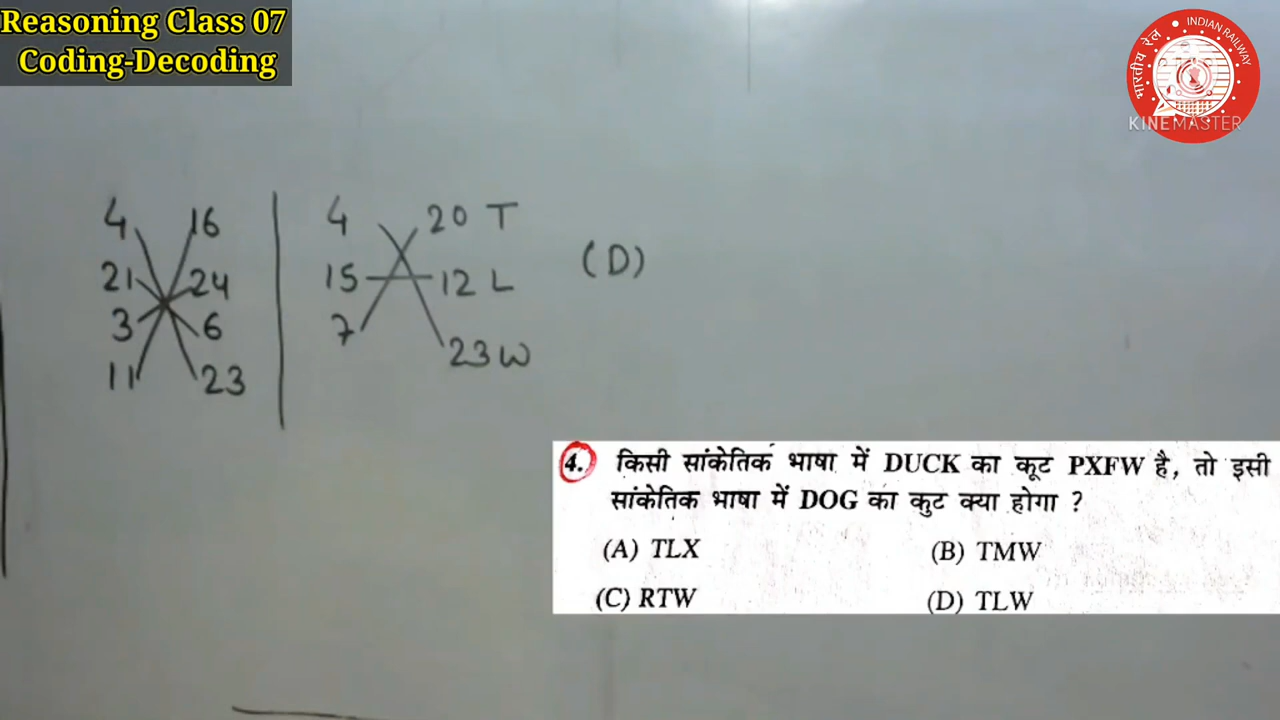 Reasoning Class 07
Coding-Decoding
भारतीय रेल • INDIAN RAILWAY
KINEMASTER
4 16
21 24
3 6
11 23
4 20 T
15 12 L
7 23 W
(D)
4. किसी सांकेतिक भाषा में DUCK का कूट PXFW है, तो इसी
सांकेतिक भाषा में DOG का कुट क्या होगा ?
(A) TLX (B) TMW
(C) RTW (D) TLW